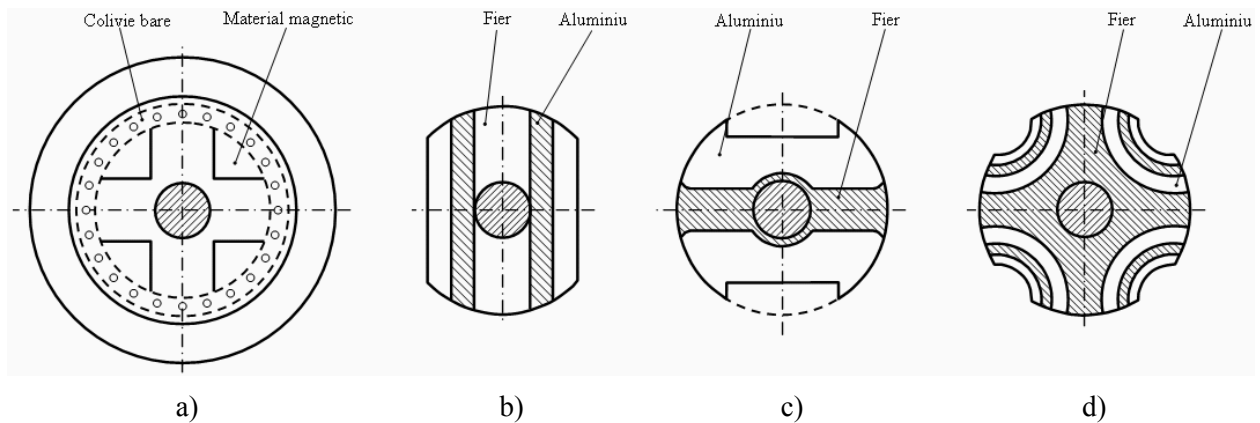 Colivie bare
Material magnetic
Fier
Aluminiu
Aluminiu
Fier
Fier
Aluminiu
a)
b)
c)
d)